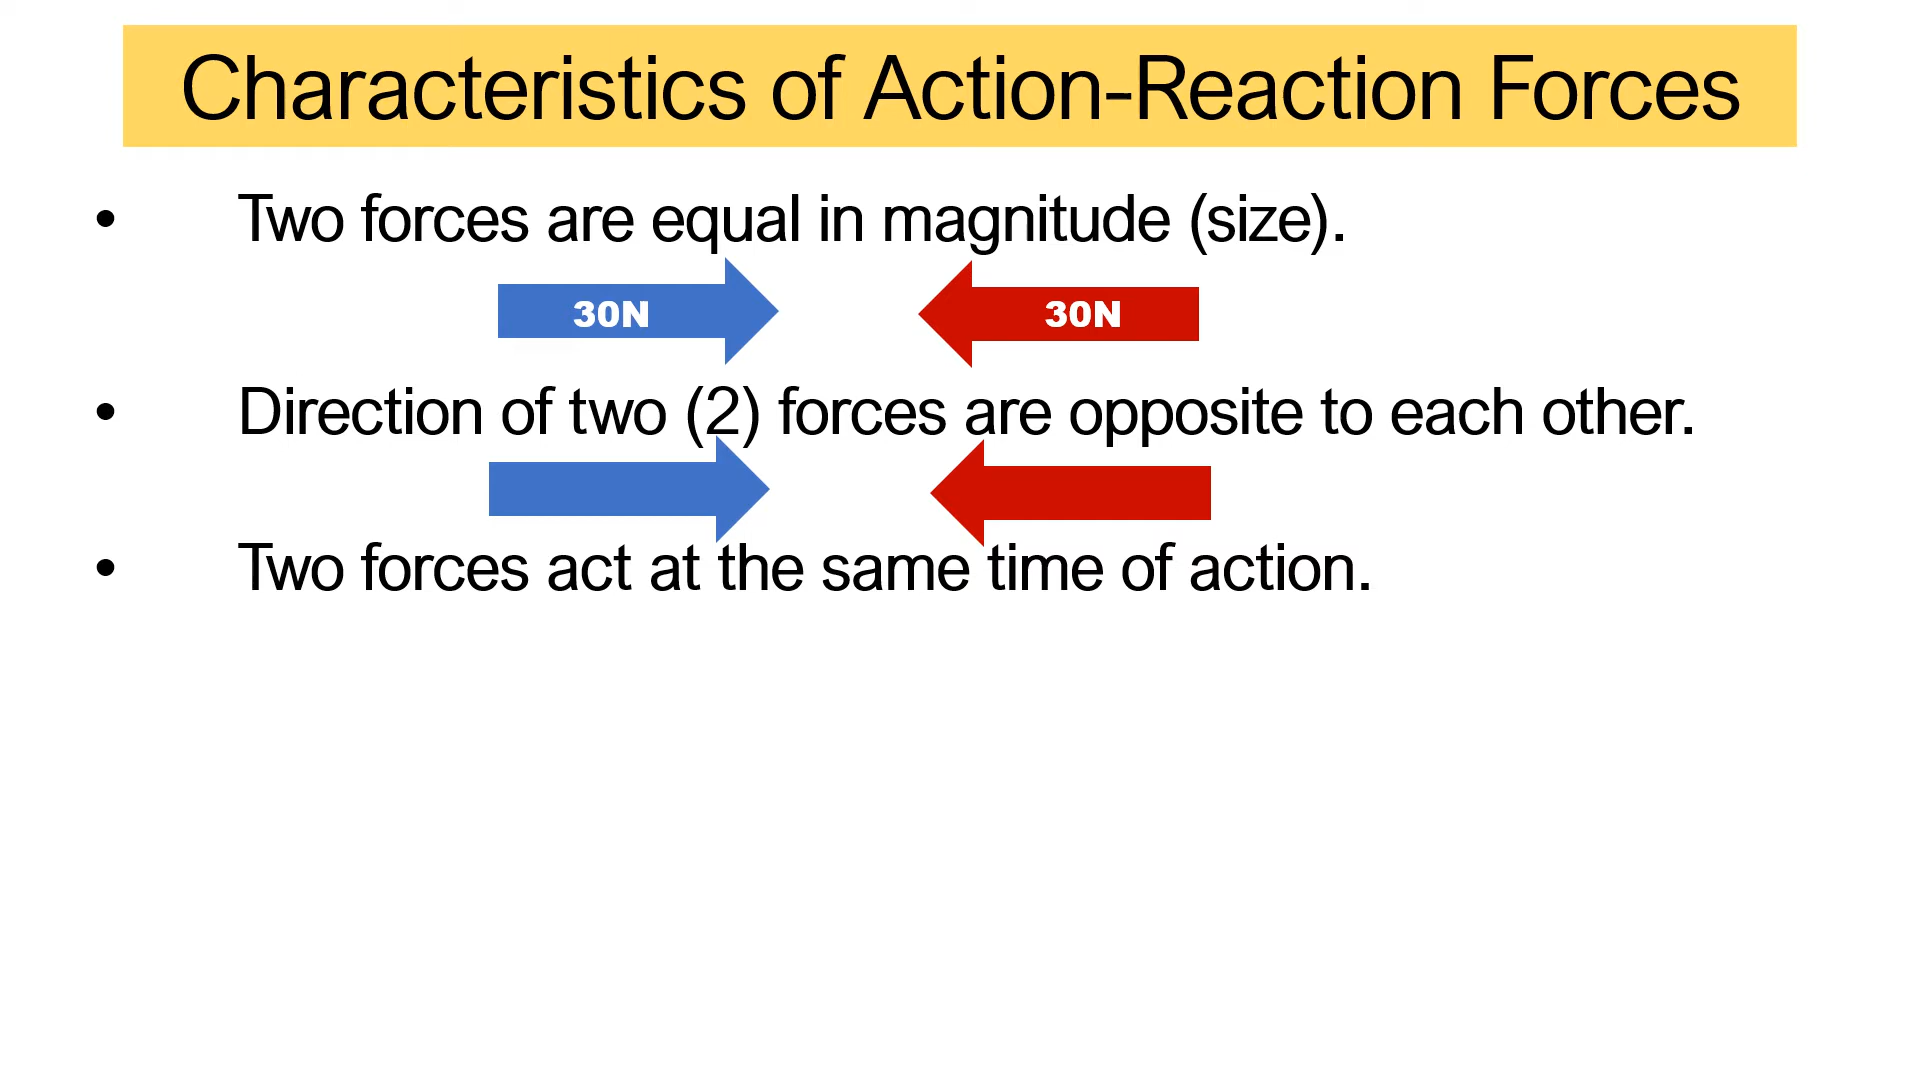 Characteristics of Action-Reaction Forces
• Two forces are equal in magnitude (size).
30N 30N
• Direction of two (2) forces are opposite to each other.
• Two forces act at the same time of action.